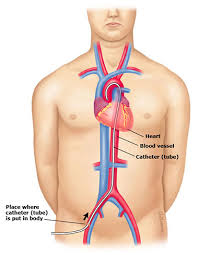 Heart
Blood vessel
Catheter (tube)
Place where
catheter (tube)
is put in body